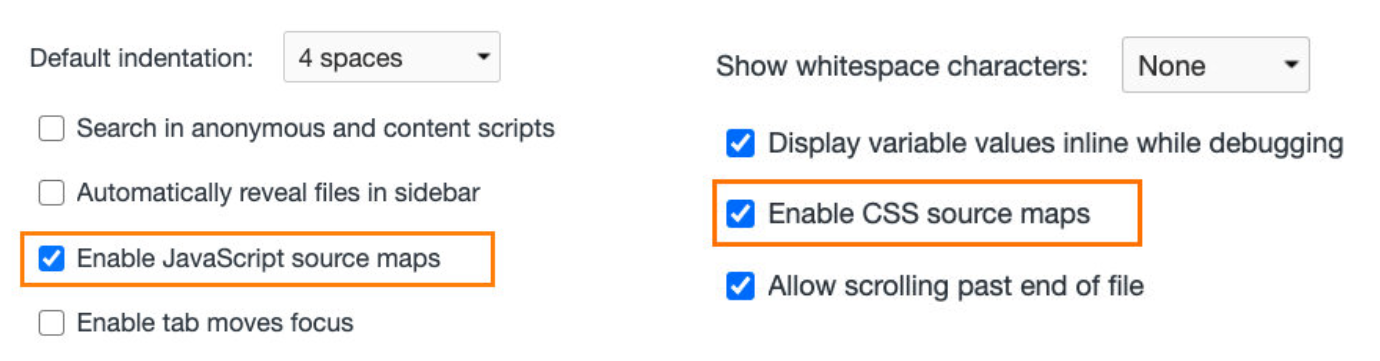 Default indentation: 4 spaces
Search in anonymous and content scripts
Automatically reveal files in sidebar
Enable JavaScript source maps
Enable tab moves focus
Show whitespace characters: None
Display variable values inline while debugging
Enable CSS source maps
Allow scrolling past end of file